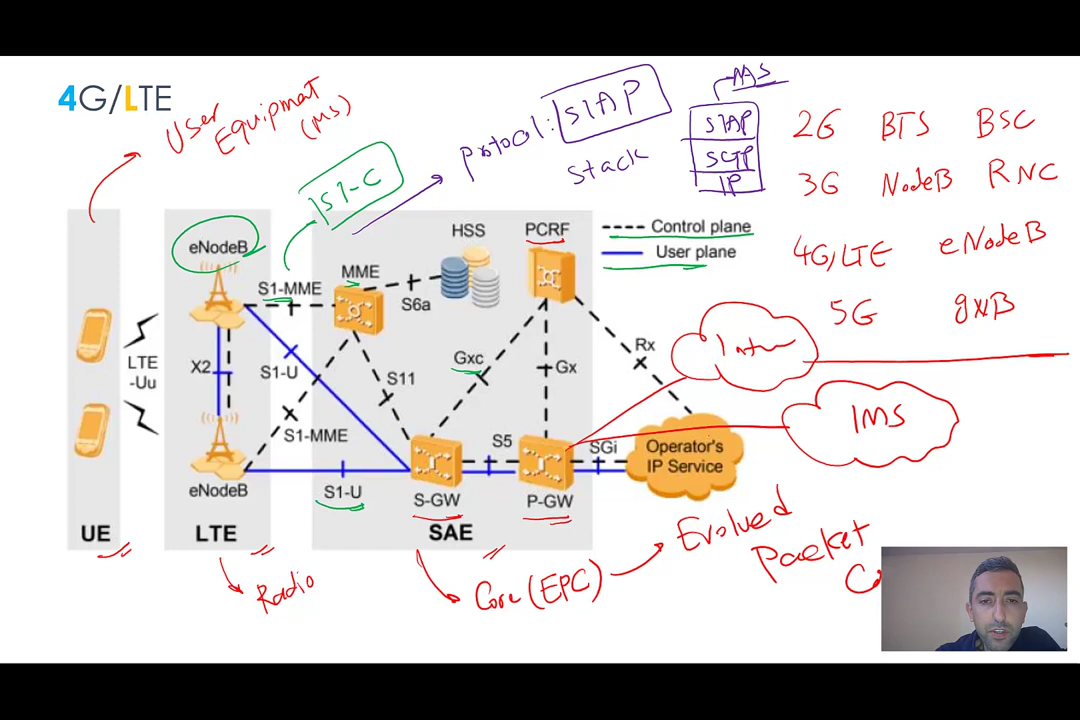 4G/LTE
User
Equipment
(MS)
Protocol: S1AP
Stack
NAS
S1AP
SCTP
IP
2G BTS BSC
3G NodeB RNC
4G/LTE eNodeB
5G gNB
S1-C
eNodeB
S1-MME
MME
HSS
PCRF
Control plane
User plane
S6a
LTE
-Uu
X2
S1-U
S11
Gxc
Gx
Rx
S1-MME
S5
SGi
Operator's
IP Service
IMS
eNodeB
S1-U
S-GW
P-GW
UE
LTE
SAE
Radio
Core (EPC)
Evolved
Packet